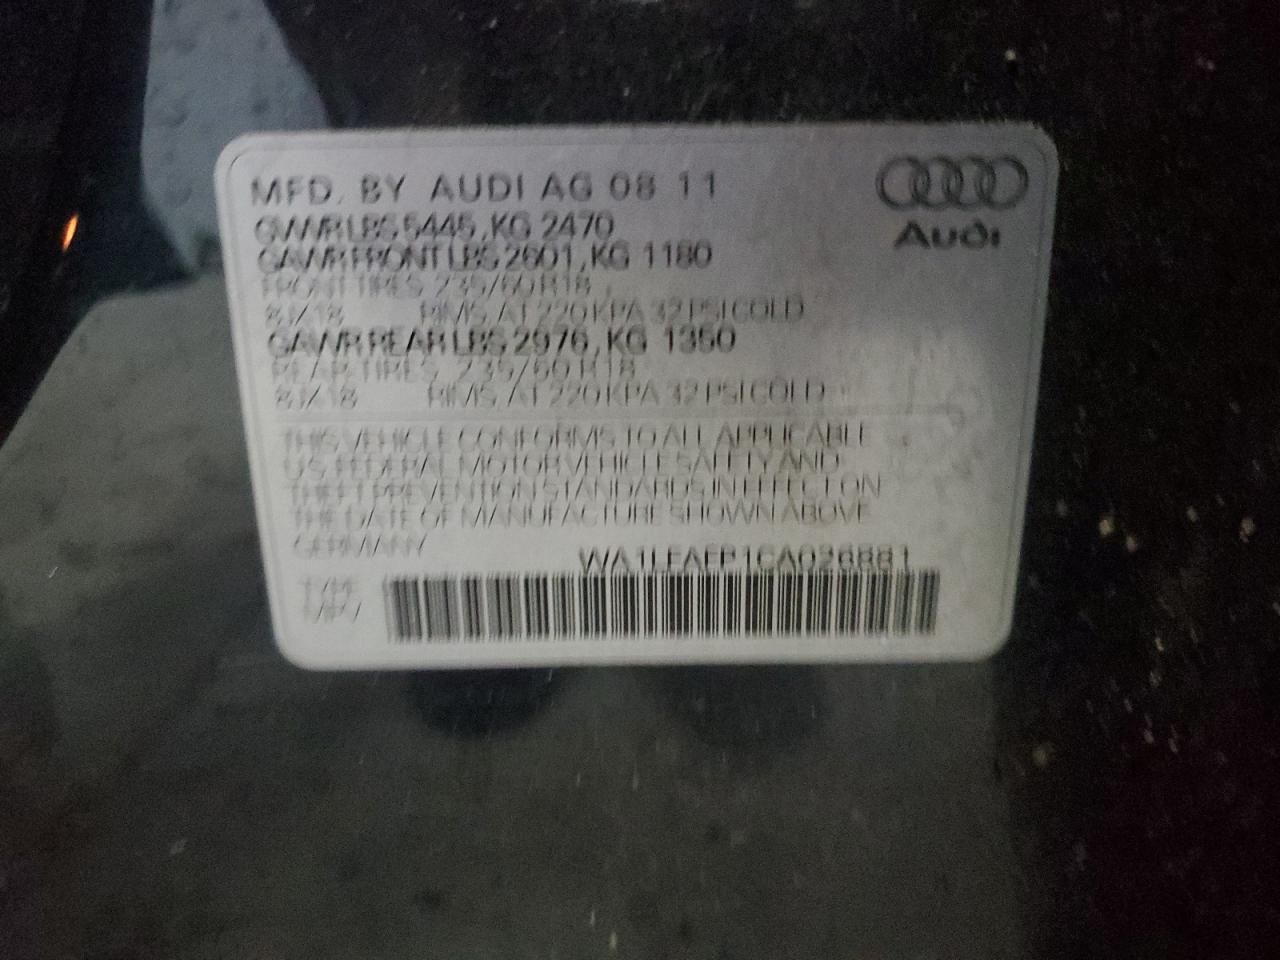 MFD. BY AUDI AG 08 11
Audi
GVWR LBS 5445, KG 2470
GAWR FRONT LBS 2601, KG 1180
FRONT TIRES 235/60 R18
8JX18 RIMS, AT 220 KPA 32 PSI COLD
GAWR REAR LBS 2976, KG 1350
REAR TIRES 235/60 R18
8JX18 RIMS, AT 220 KPA 32 PSI COLD
THIS VEHICLE CONFORMS TO ALL APPLICABLE
US FEDERAL MOTOR VEHICLE SAFETY AND
THEFT PREVENTION STANDARDS IN EFFECT ON
THE DATE OF MANUFACTURE SHOWN ABOVE
GERMANY
WA1LFAFP1CA026881
TYPE
MPV